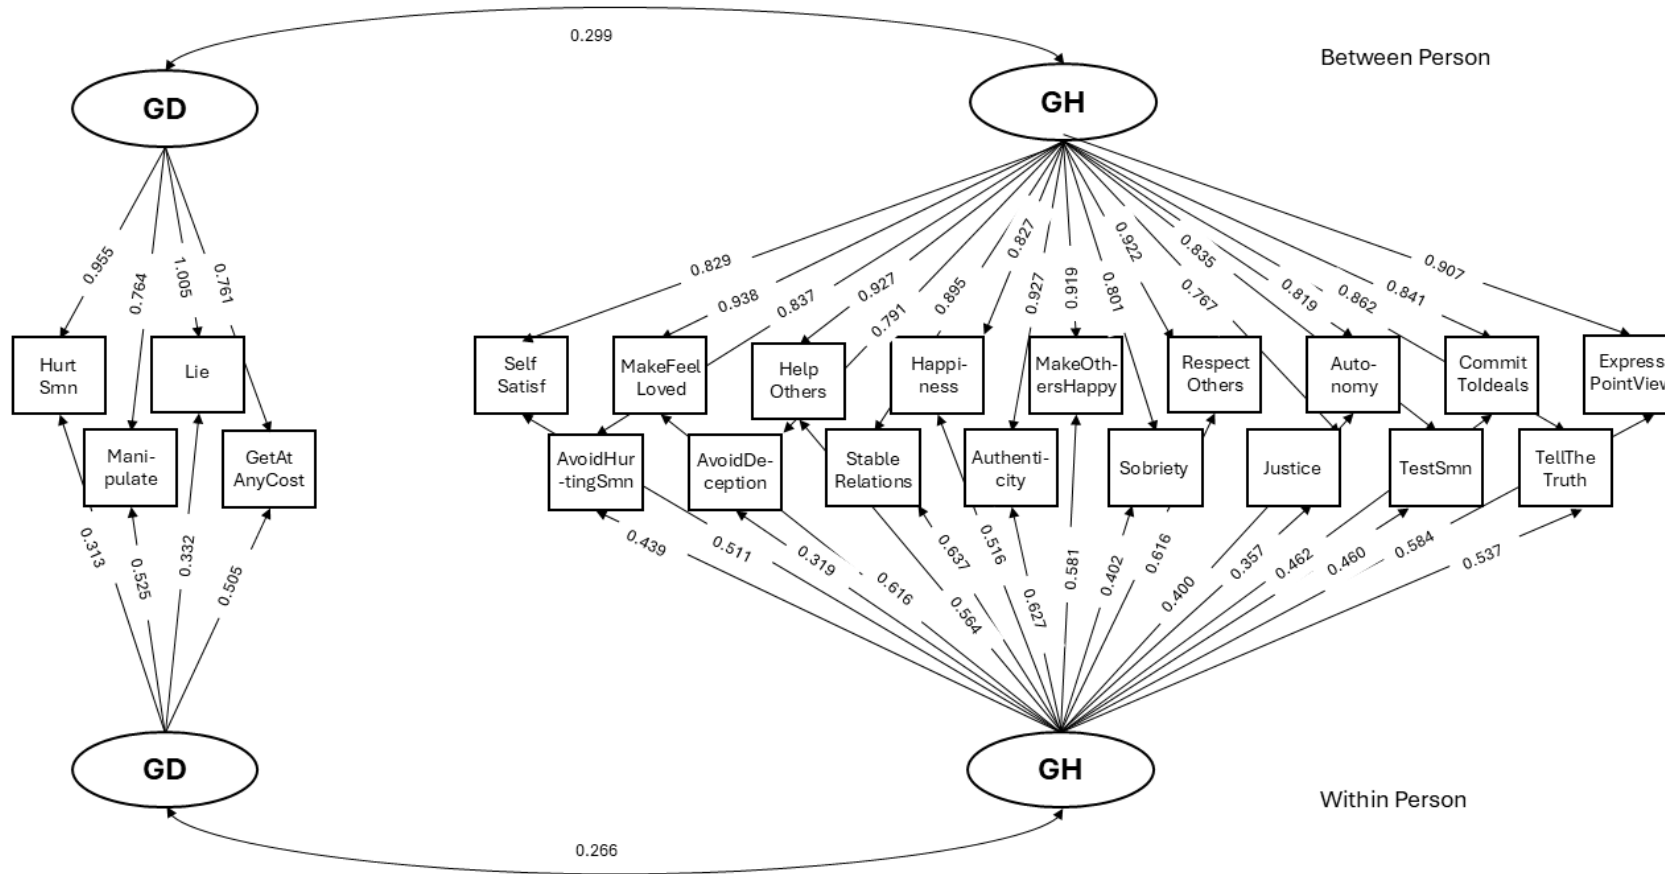 0.299
Between Person
GD
GH
0.955
0.764
1.005
0.761
0.829
0.938
0.837
0.927
0.791
0.895
0.827
0.927
0.919
0.801
0.922
0.767
0.835
0.819
0.862
0.841
0.907
Hurt
Smn
Lie
Self
Satisf
MakeFeel
Loved
Help
Others
Happi-
ness
MakeOth-
ersHappy
Respect
Others
Auto-
nomy
Commit
ToIdeals
Express
PointView
Mani-
pulate
GetAt
AnyCost
AvoidHur
-tingSmn
AvoidDe-
ception
Stable
Relations
Authenti-
city
Sobriety
Justice
TestSmn
TellThe
Truth
0.313
0.525
0.332
0.505
0.439
0.511
0.319
0.616
0.564
0.637
0.516
0.627
0.581
0.402
0.616
0.400
0.357
0.462
0.460
0.584
0.537
GD
GH
Within Person
0.266